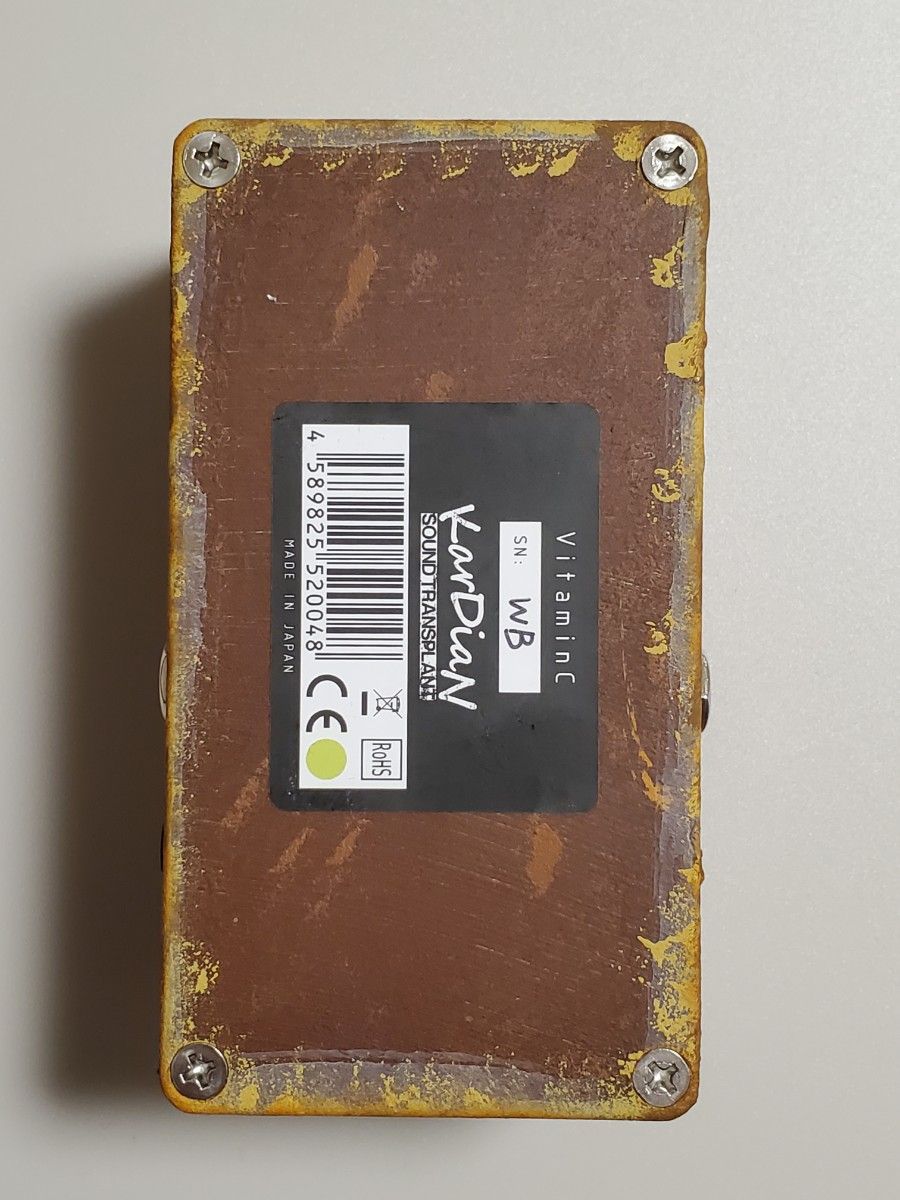 VitaminC
SN: WB
KarDiaN
SOUND TRANSPLANT
RoHS
CE
4 589825 520048
MADE IN JAPAN